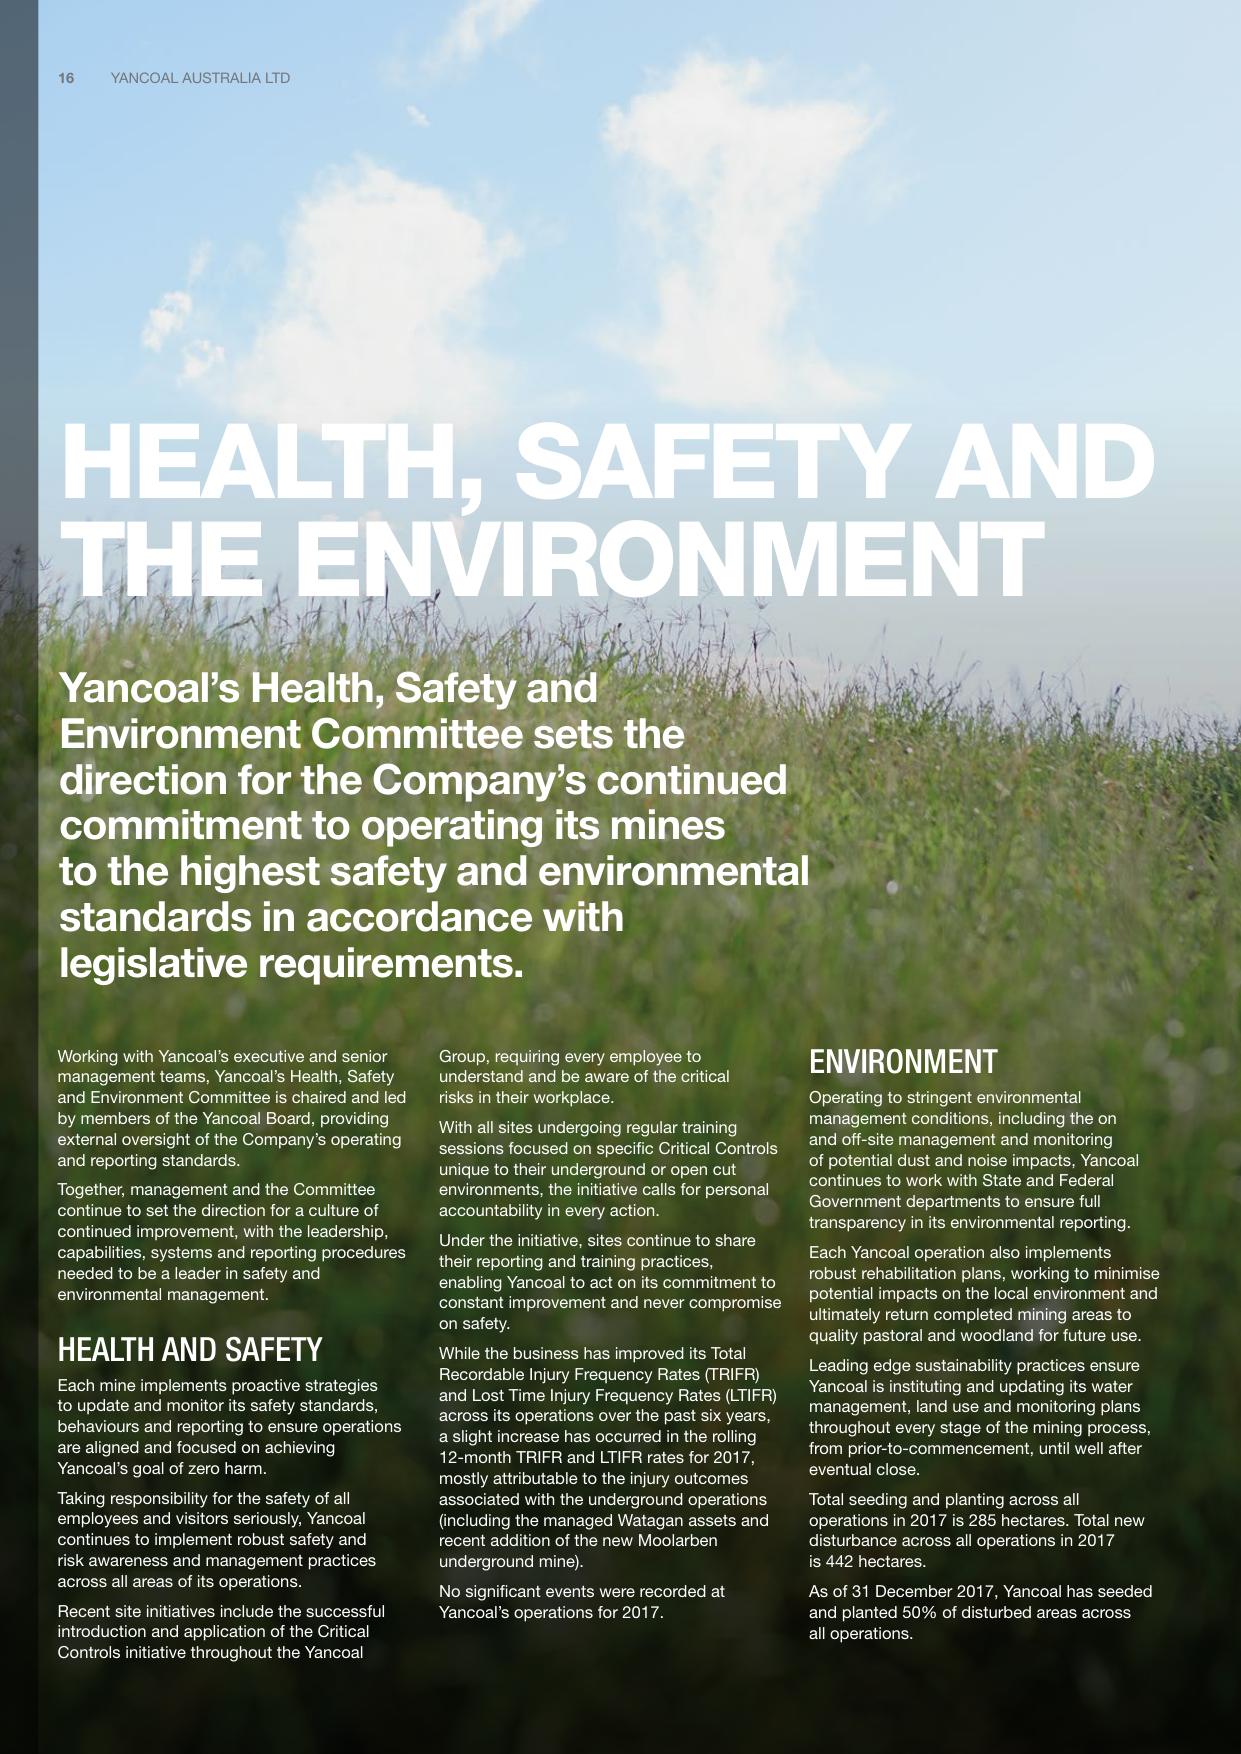 16 YANCOAL AUSTRALIA LTD
HEALTH, SAFETY AND
THE ENVIRONMENT
Yancoal’s Health, Safety and
Environment Committee sets the
direction for the Company’s continued
commitment to operating its mines
to the highest safety and environmental
standards in accordance with
legislative requirements.
Working with Yancoal’s executive and senior
management teams, Yancoal’s Health, Safety
and Environment Committee is chaired and led
by members of the Yancoal Board, providing
external oversight of the Company’s operating
and reporting standards.
Together, management and the Committee
continue to set the direction for a culture of
continued improvement, with the leadership,
capabilities, systems and reporting procedures
needed to be a leader in safety and
environmental management.
HEALTH AND SAFETY
Each mine implements proactive strategies
to update and monitor its safety standards,
behaviours and reporting to ensure operations
are aligned and focused on achieving
Yancoal’s goal of zero harm.
Taking responsibility for the safety of all
employees and visitors seriously, Yancoal
continues to implement robust safety and
risk awareness and management practices
across all areas of its operations.
Recent site initiatives include the successful
introduction and application of the Critical
Controls initiative throughout the Yancoal
Group, requiring every employee to
understand and be aware of the critical
risks in their workplace.
With all sites undergoing regular training
sessions focused on specific Critical Controls
unique to their underground or open cut
environments, the initiative calls for personal
accountability in every action.
Under the initiative, sites continue to share
their reporting and training practices,
enabling Yancoal to act on its commitment to
constant improvement and never compromise
on safety.
While the business has improved its Total
Recordable Injury Frequency Rates (TRIFR)
and Lost Time Injury Frequency Rates (LTIFR)
across its operations over the past six years,
a slight increase has occurred in the rolling
12-month TRIFR and LTIFR rates for 2017,
mostly attributable to the injury outcomes
associated with the underground operations
(including the managed Watagan assets and
recent addition of the new Moolarben
underground mine).
No significant events were recorded at
Yancoal’s operations for 2017.
ENVIRONMENT
Operating to stringent environmental
management conditions, including the on
and off-site management and monitoring
of potential dust and noise impacts, Yancoal
continues to work with State and Federal
Government departments to ensure full
transparency in its environmental reporting.
Each Yancoal operation also implements
robust rehabilitation plans, working to minimise
potential impacts on the local environment and
ultimately return completed mining areas to
quality pastoral and woodland for future use.
Leading edge sustainability practices ensure
Yancoal is instituting and updating its water
management, land use and monitoring plans
throughout every stage of the mining process,
from prior-to-commencement, until well after
eventual close.
Total seeding and planting across all
operations in 2017 is 285 hectares. Total new
disturbance across all operations in 2017
is 442 hectares.
As of 31 December 2017, Yancoal has seeded
and planted 50% of disturbed areas across
all operations.